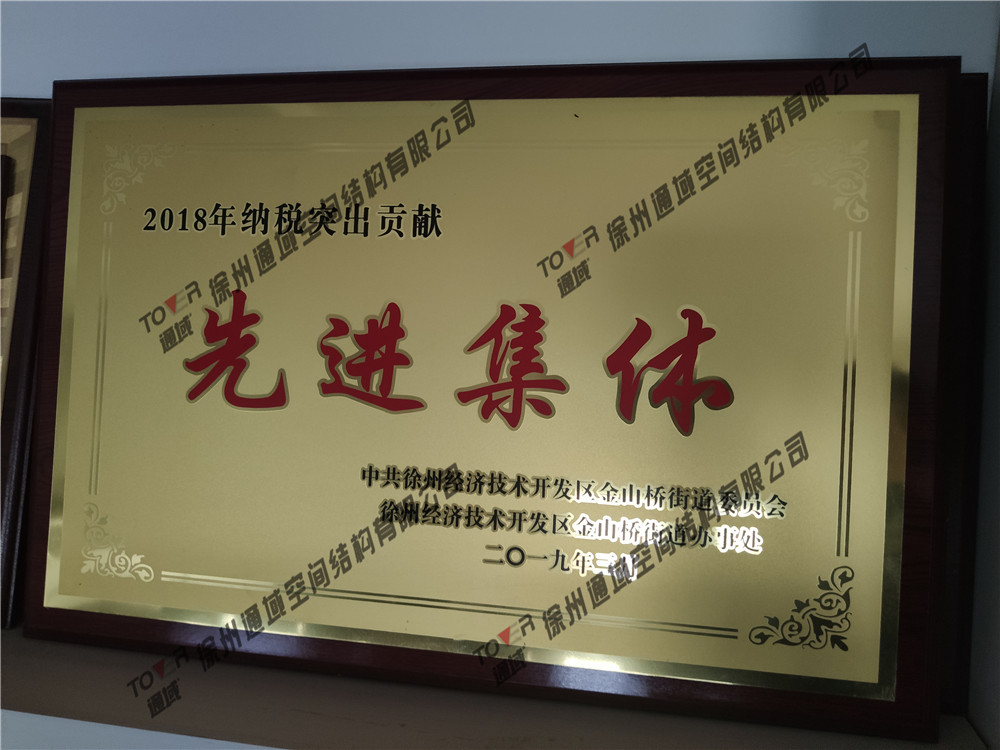 2018年纳税突出贡献
先进集体
中共徐州经济技术开发区金山桥街道委员会
徐州经济技术开发区金山桥街道办事处
二〇一九年三月
TOWER 通域 徐州通域空间结构有限公司
TOWER 通域 徐州通域空间结构有限公司
TOWER 通域 徐州通域空间结构有限公司
TOWER 通域 徐州通域空间结构有限公司